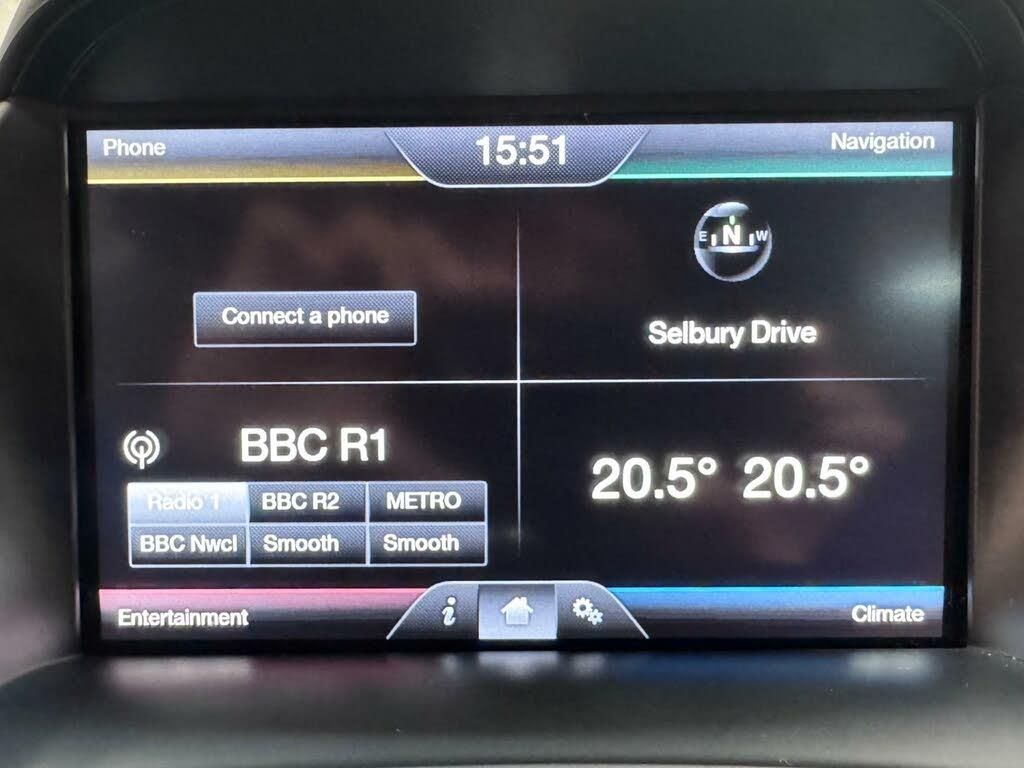 Phone
15:51
Navigation
E N W
Connect a phone
Selbury Drive
BBC R1
20.5° 20.5°
Radio 1 BBC R2 METRO
BBC Nwcl Smooth Smooth
Entertainment
i
Climate